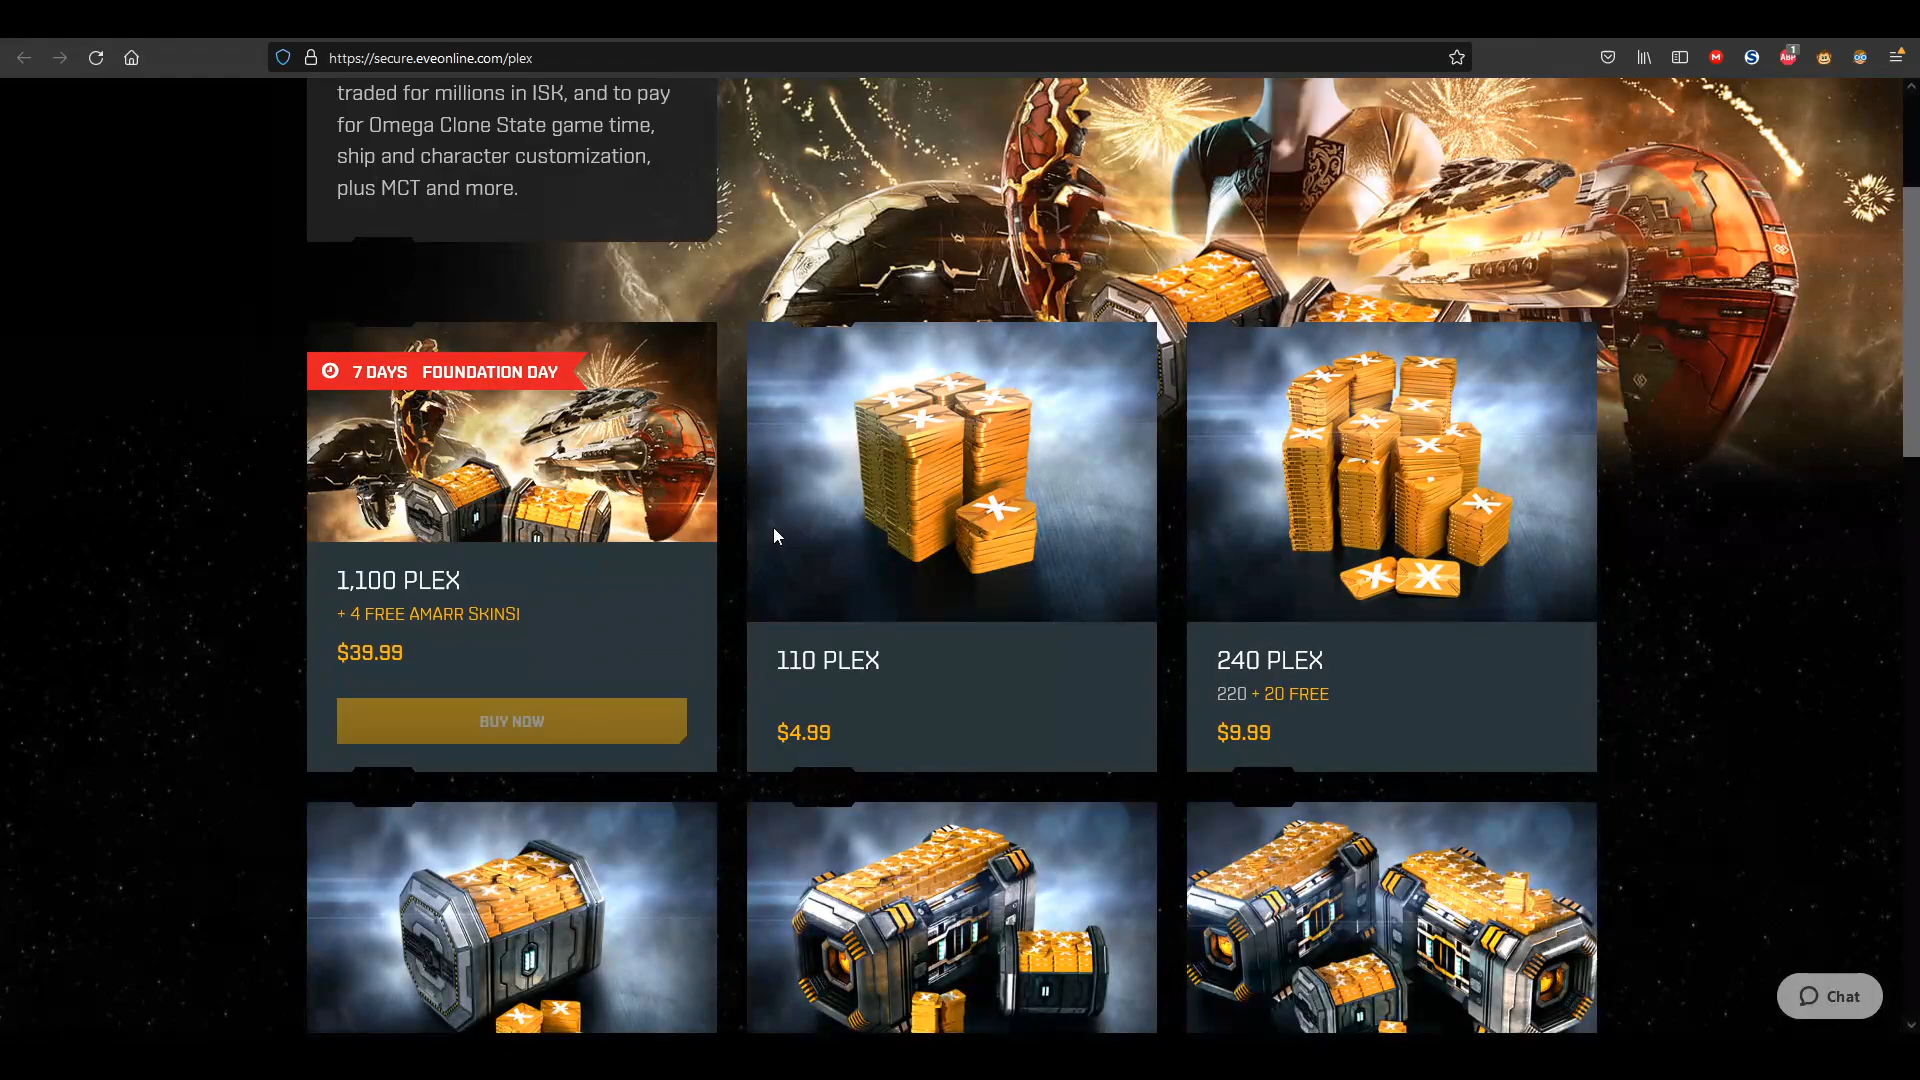 https://secure.eveonline.com/plex
1
ABP
traded for millions in ISK, and to pay
for Omega Clone State game time,
ship and character customization,
plus MCT and more.
7 DAYS FOUNDATION DAY
1,100 PLEX
+ 4 FREE AMARR SKINS!
$39.99
BUY NOW
110 PLEX
$4.99
240 PLEX
220 + 20 FREE
$9.99
Chat